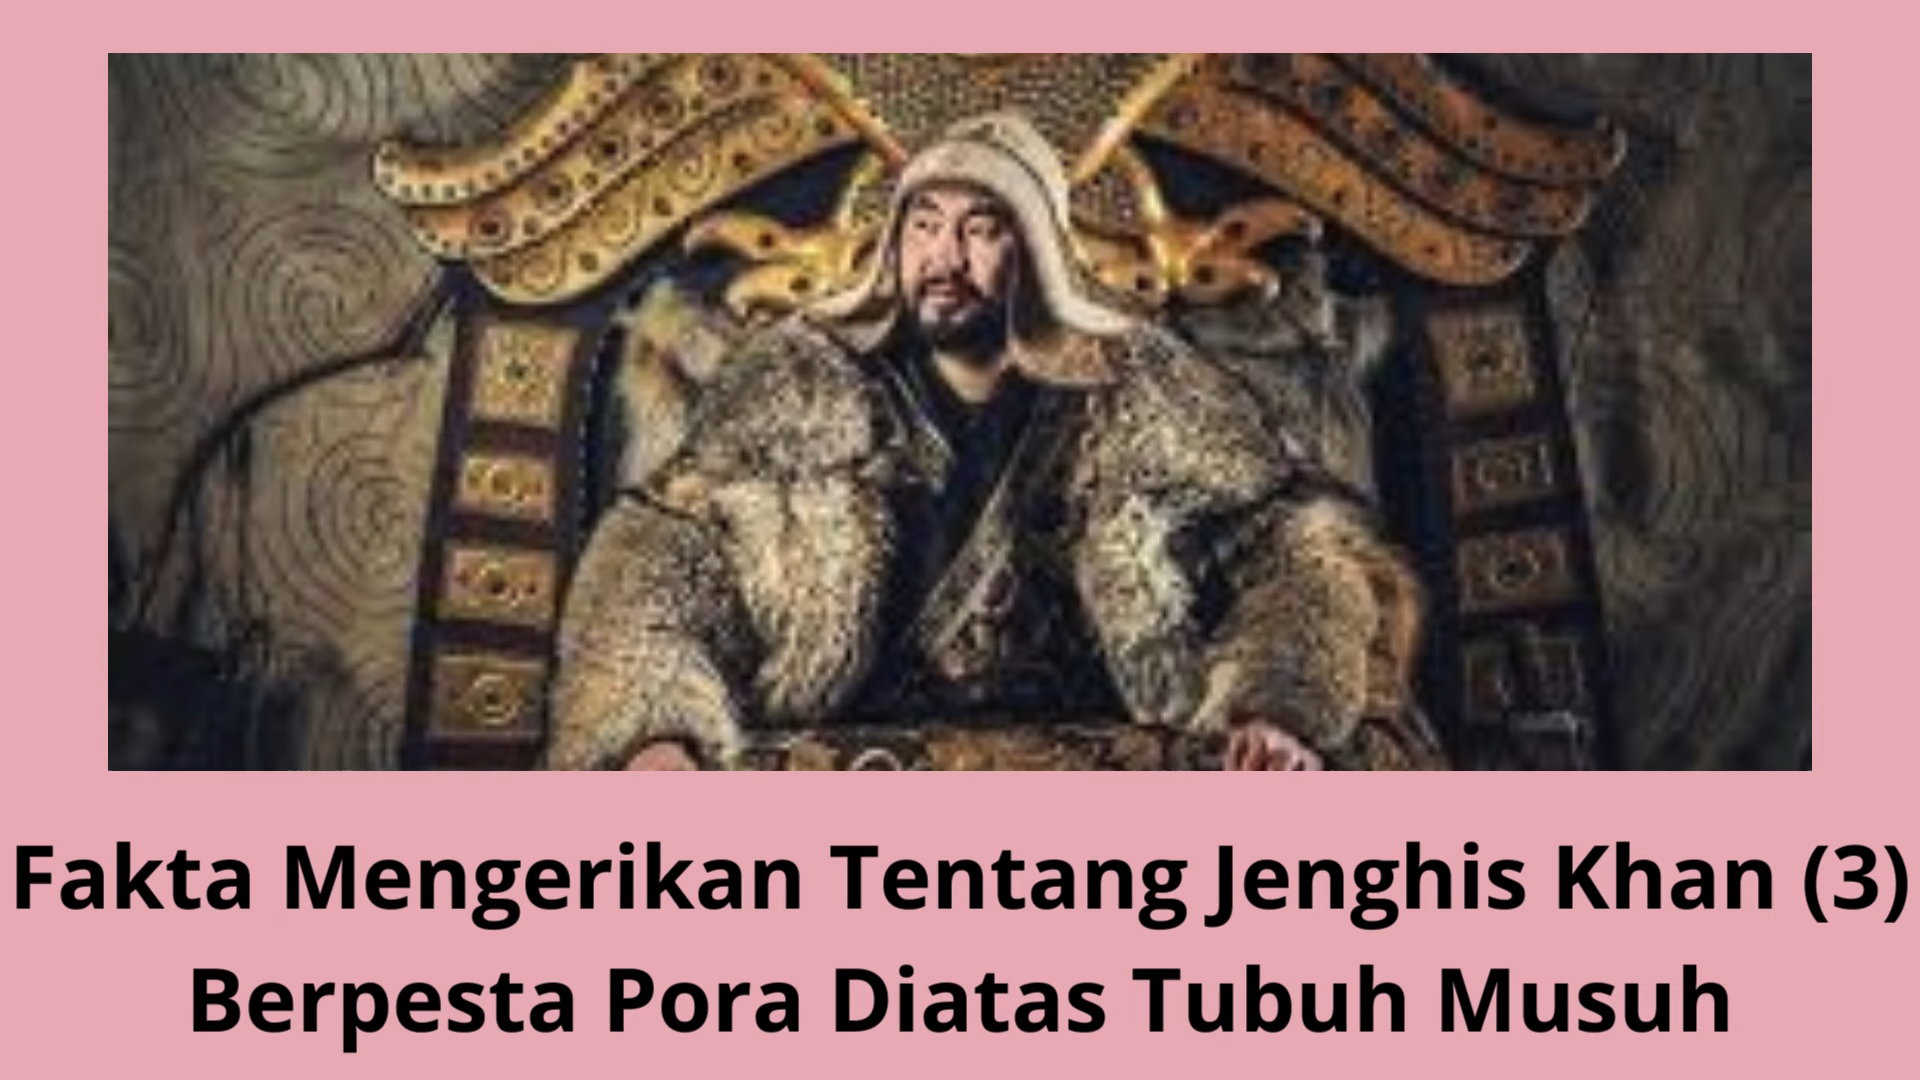 Fakta Mengerikan Tentang Jenghis Khan (3)
Berpesta Pora Diatas Tubuh Musuh